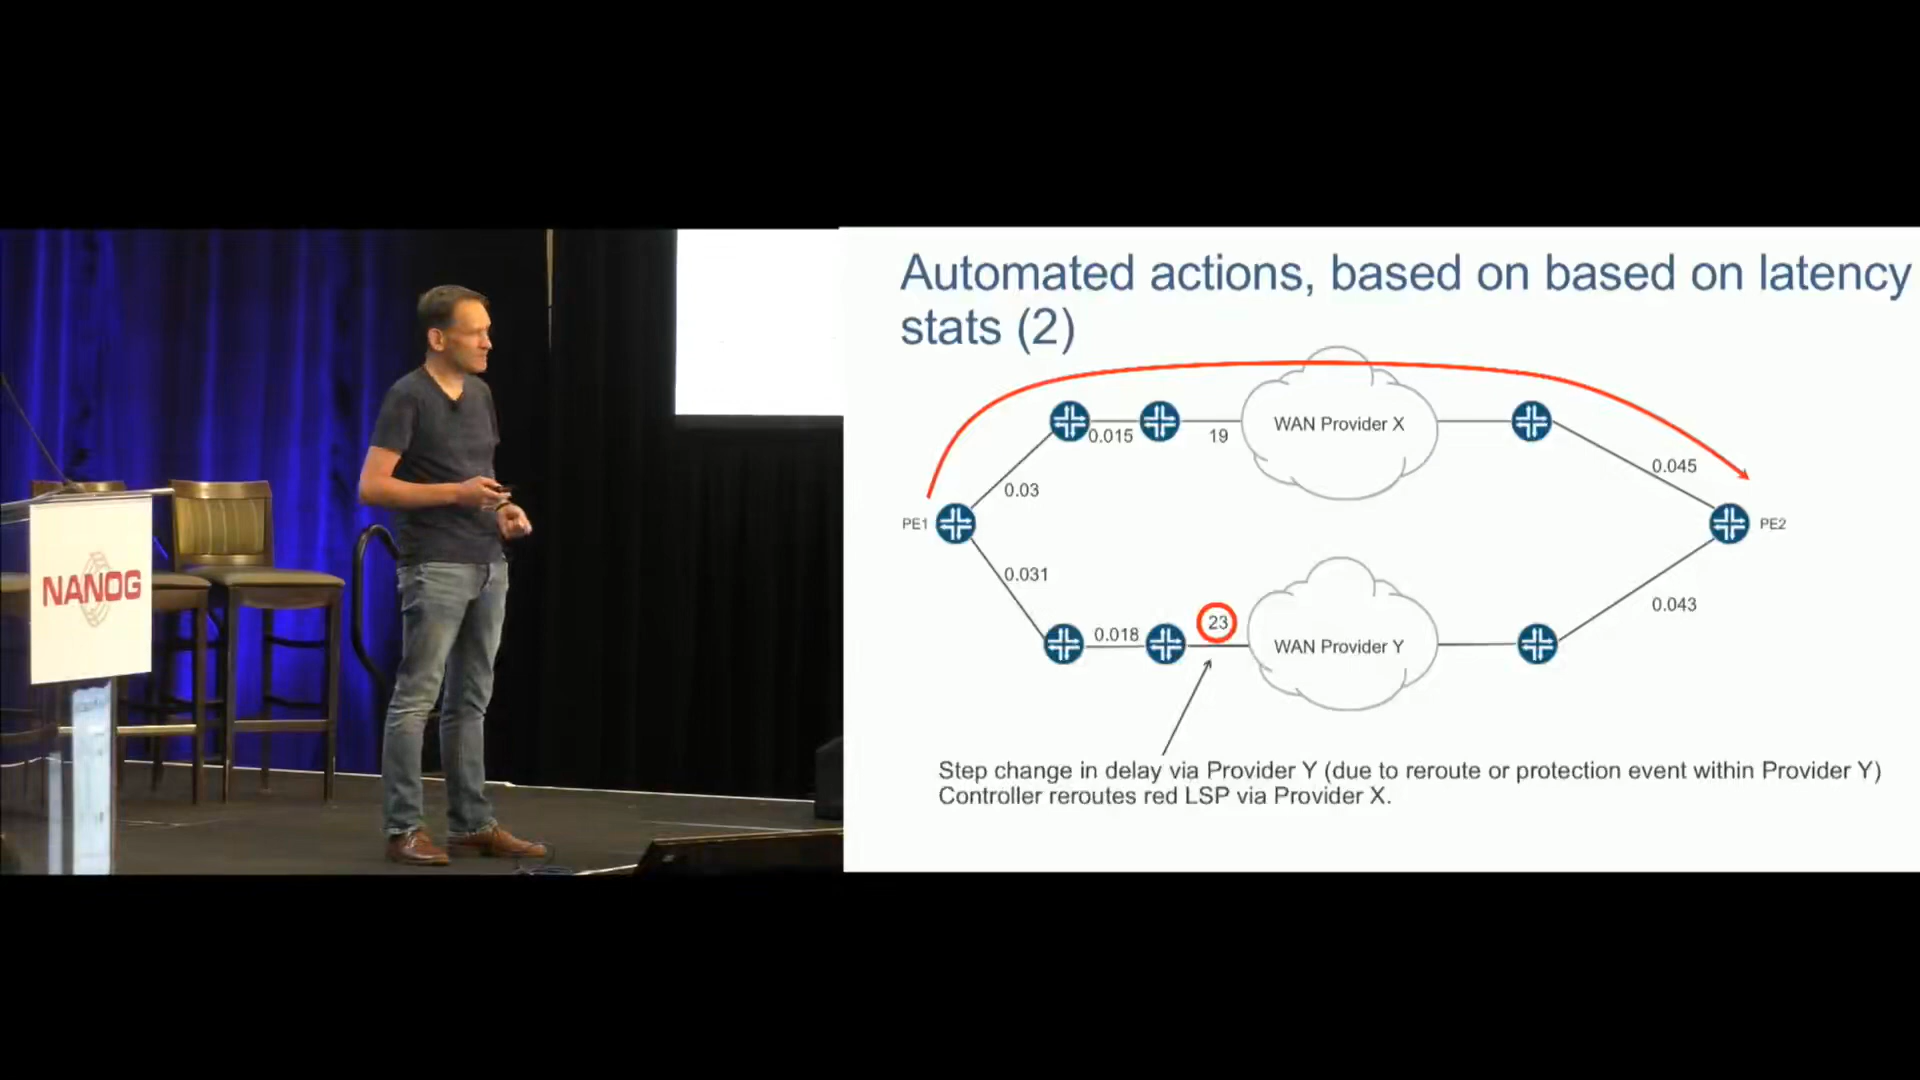 NANOG
Automated actions, based on based on latency
stats (2)
WAN Provider X
0.015
19
0.045
0.03
PE1
PE2
0.031
0.043
23
0.018
WAN Provider Y
Step change in delay via Provider Y (due to reroute or protection event within Provider Y)
Controller reroutes red LSP via Provider X.